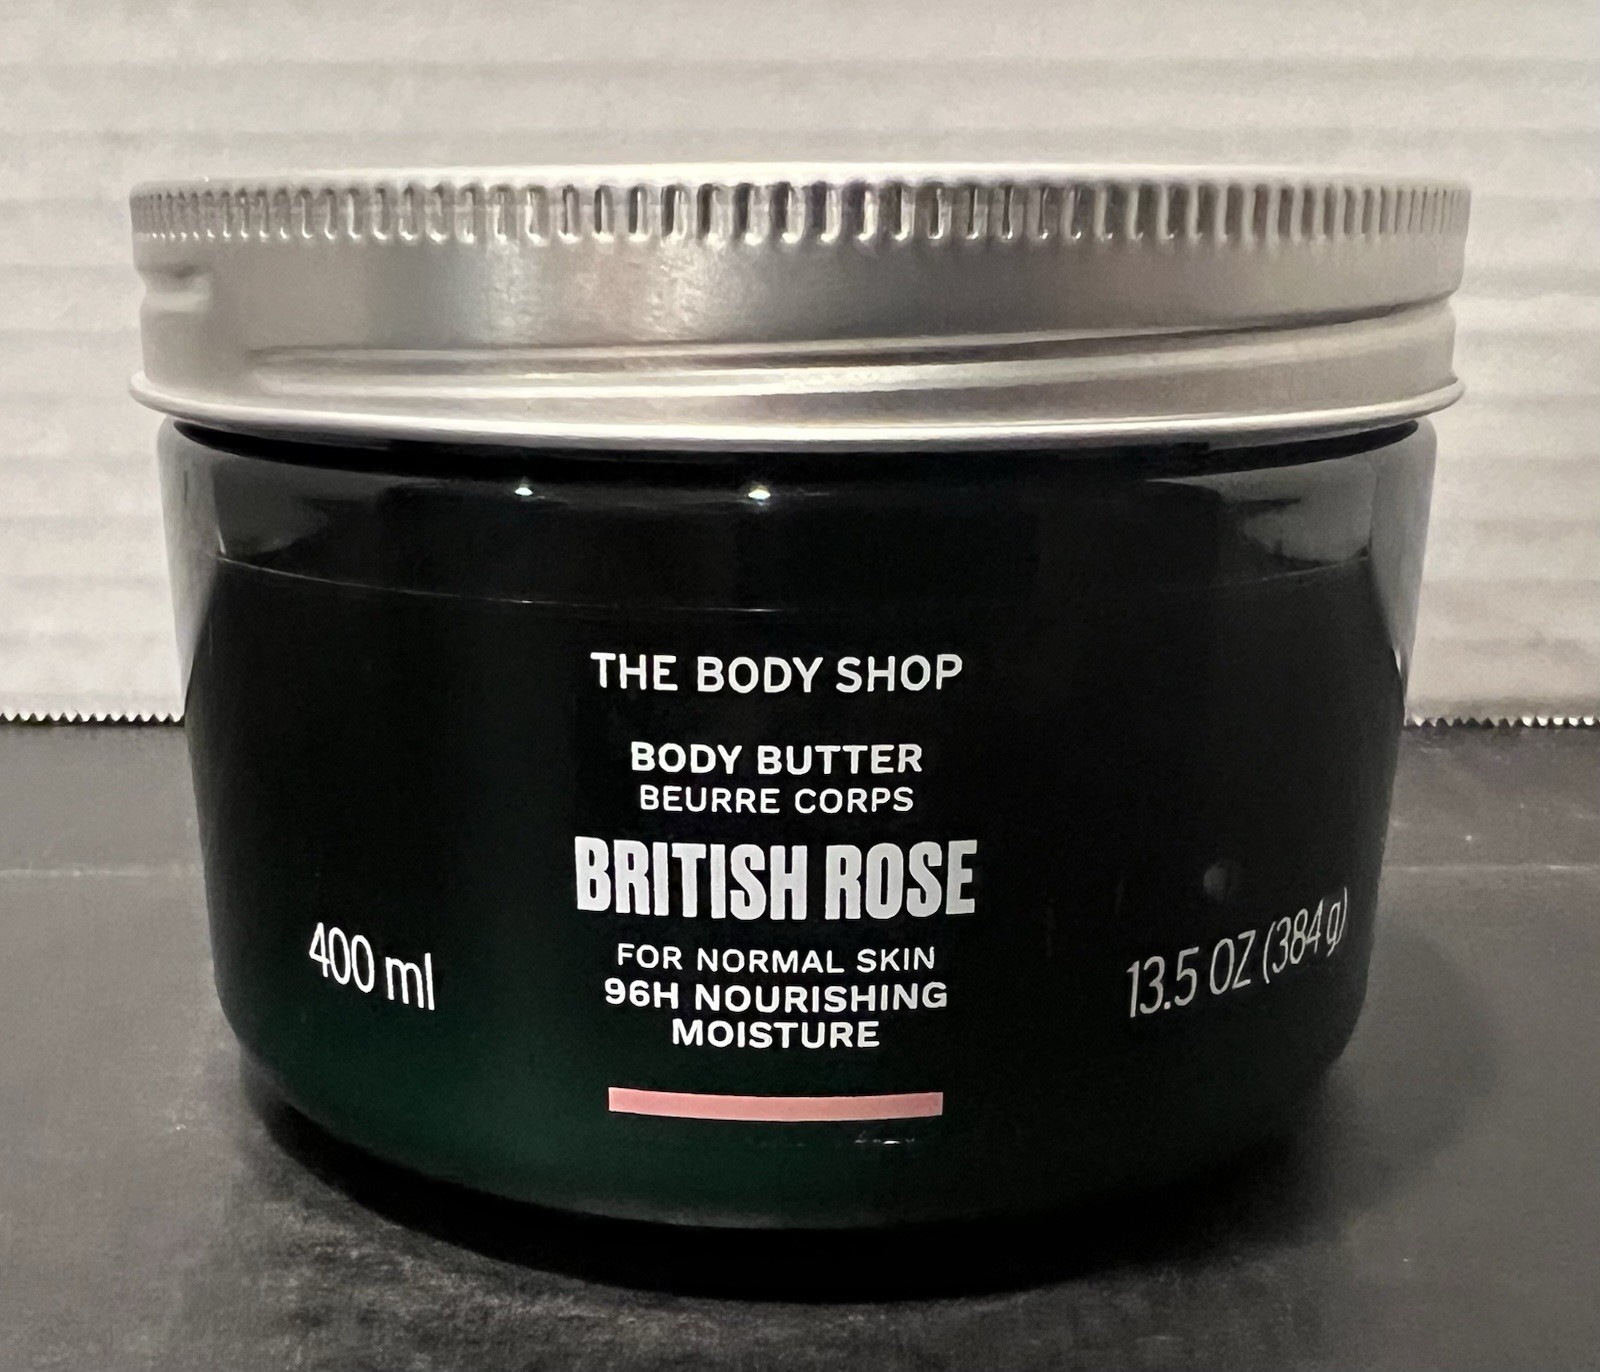 THE BODY SHOP
BODY BUTTER
BEURRE CORPS
BRITISH ROSE
FOR NORMAL SKIN
96H NOURISHING
MOISTURE
400 ml
13.5 OZ (384 g)